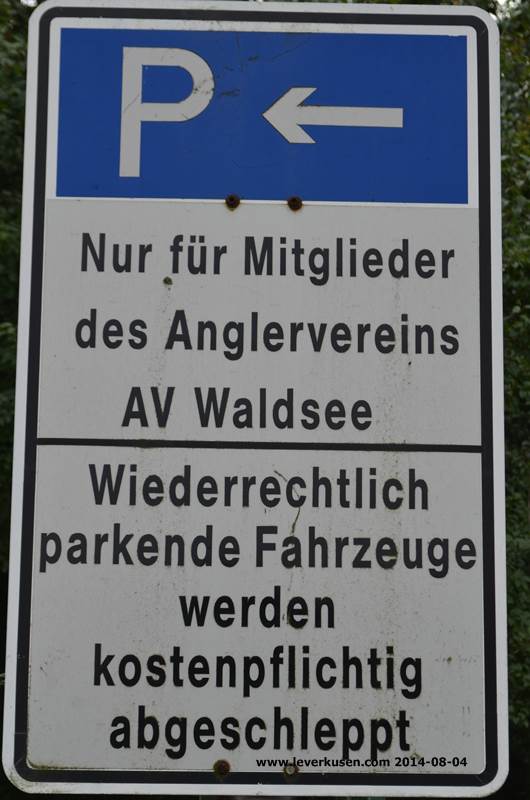 P
Nur für Mitglieder
des Anglervereins
AV Waldsee
Wiederrechtlich
parkende Fahrzeuge
werden
kostenpflichtig
abgeschleppt
www.leverkusen.com 2014-08-04